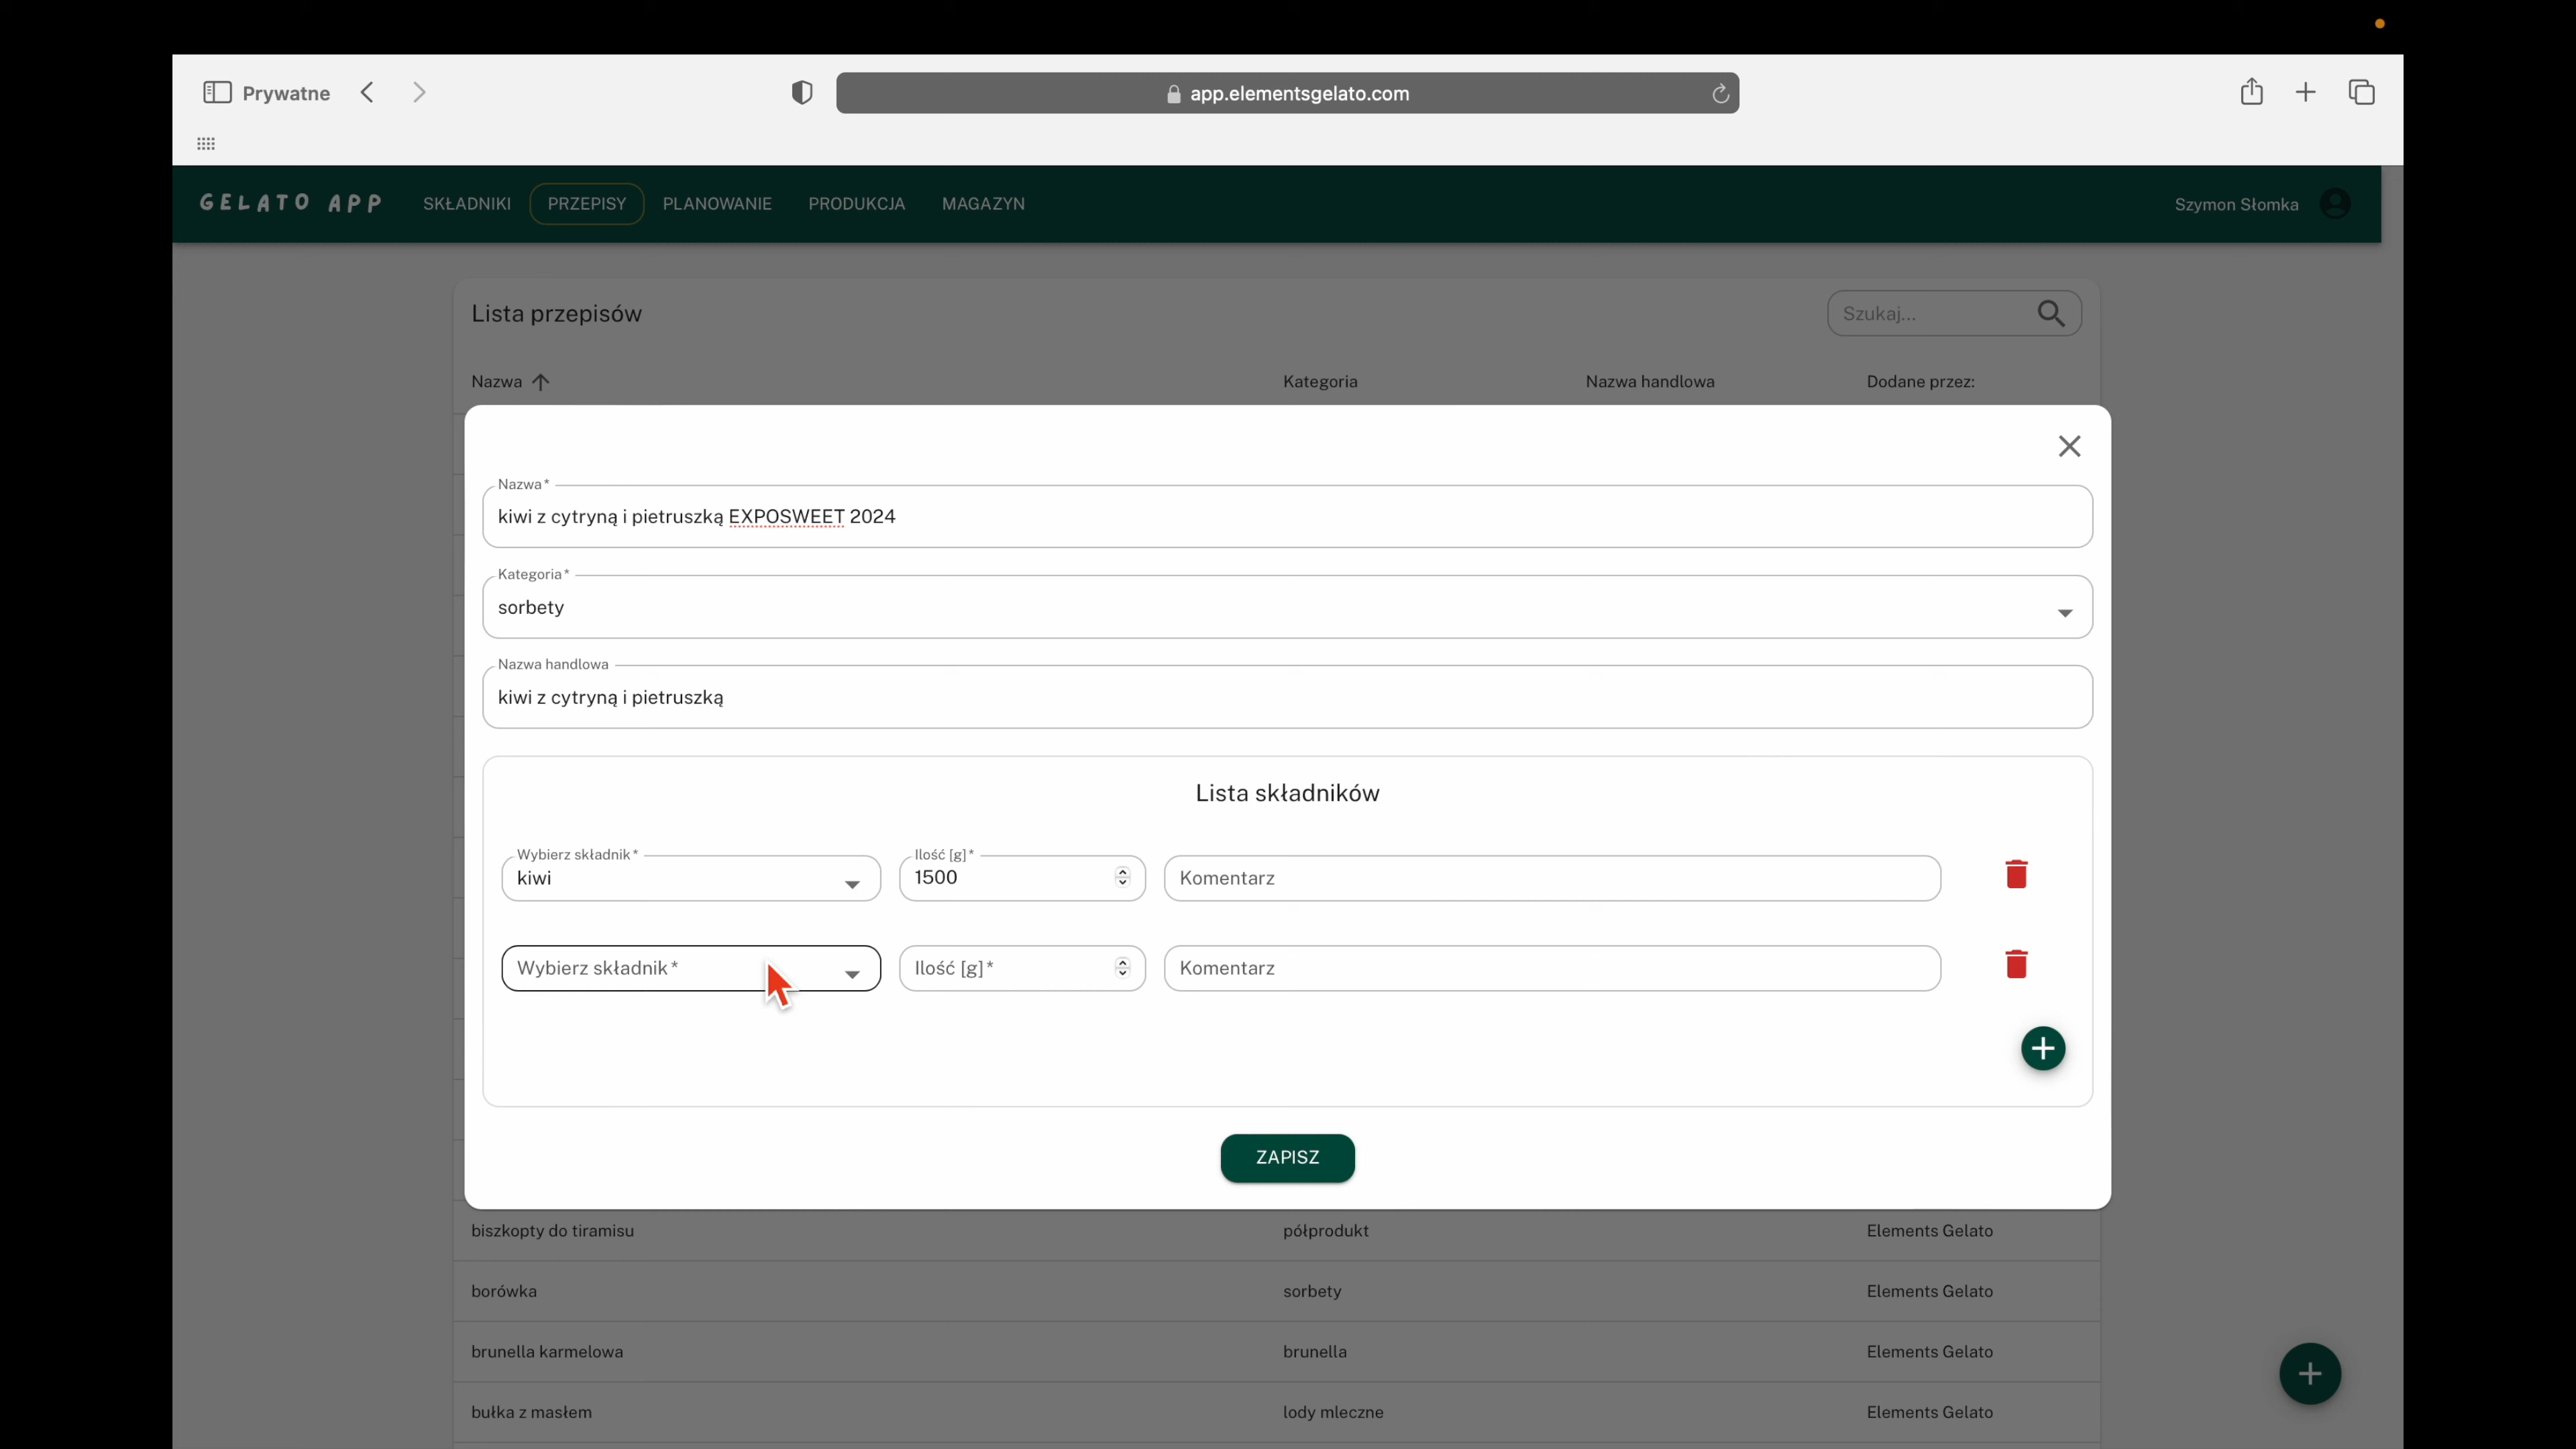 Prywatne
app.elementsgelato.com
GELATO APP SKŁADNIKI PRZEPISY PLANOWANIE PRODUKCJA MAGAZYN Szymon Słomka
Lista przepisów Szukaj...
Nazwa Kategoria Nazwa handlowa Dodane przez:
Nazwa*
kiwi z cytryną i pietruszką EXPOSWEET 2024
Kategoria*
sorbety
Nazwa handlowa
kiwi z cytryną i pietruszką
Lista składników
Wybierz składnik* Ilość [g]*
kiwi 1500 Komentarz
Wybierz składnik* Ilość [g]* Komentarz
ZAPISZ
biszkopty do tiramisu półprodukt Elements Gelato
borówka sorbety Elements Gelato
brunella karmelowa brunella Elements Gelato
bułka z masłem lody mleczne Elements Gelato